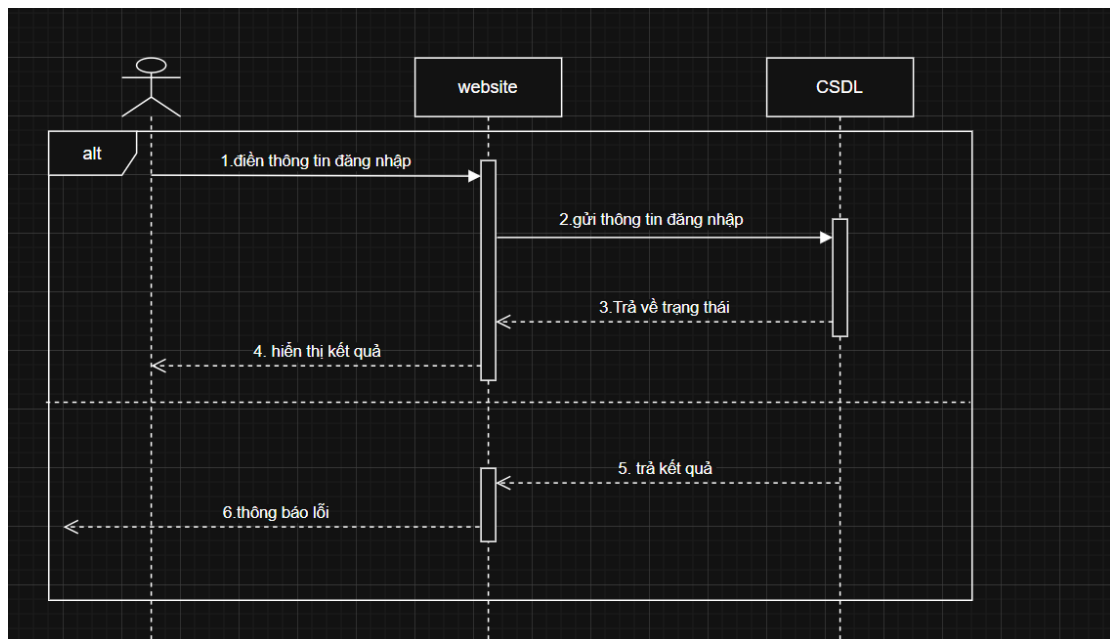 website
CSDL
alt
1.điền thông tin đăng nhập
2.gửi thông tin đăng nhập
3.Trả về trạng thái
4. hiển thị kết quả
5. trả kết quả
6.thông báo lỗi